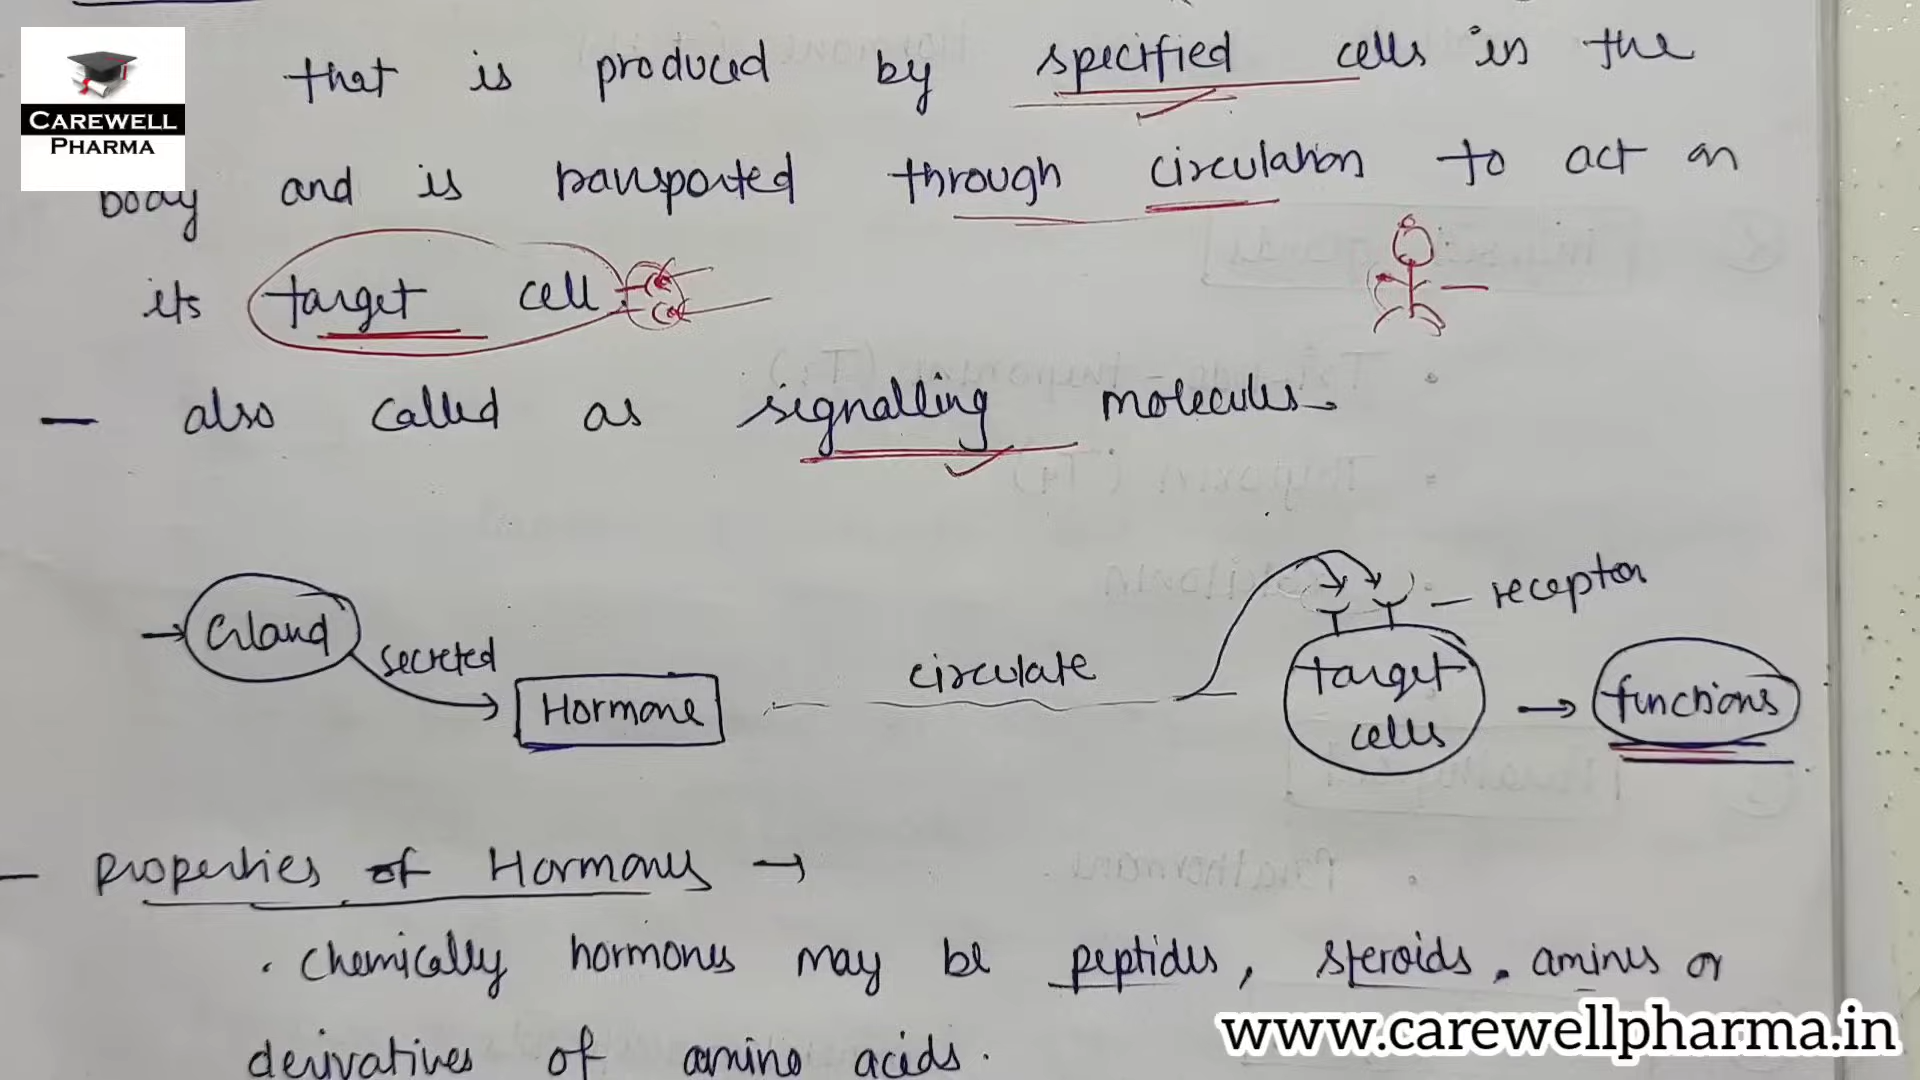 that is produced by specified cells in the
CAREWELL
PHARMA
body and is transported through circulation to act on
its target cell.
- also called as signalling molecules.
receptor
Gland
secreted
circulate
target
cells
functions
Hormone
- Properties of Hormones →
. Chemically hormones may be peptides, steroids, amines or
derivatives of amino acids.
www.carewellpharma.in